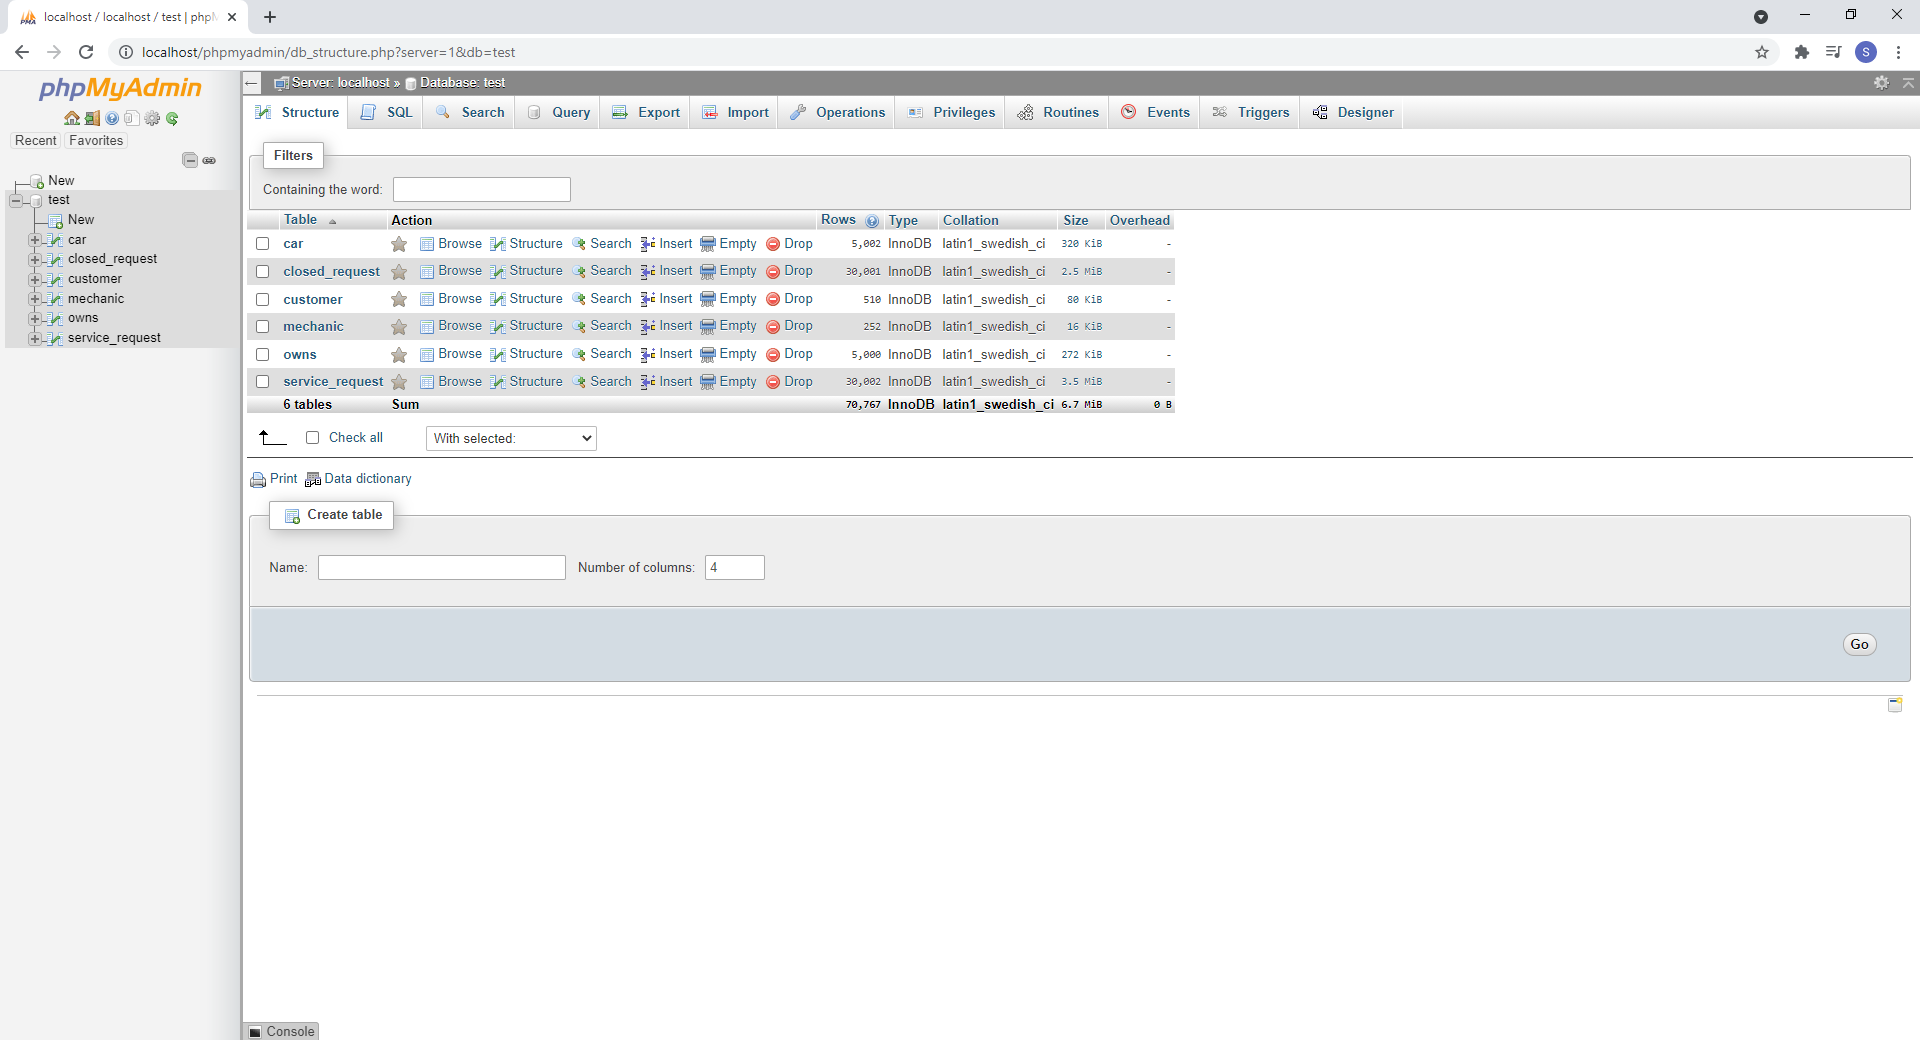 localhost / localhost / test | phpM
localhost/phpmyadmin/db_structure.php?server=1&db=test
S
phpMyAdmin
Recent Favorites
New
test
New
car
closed_request
customer
mechanic
owns
service_request
Server: localhost » Database: test
Structure SQL Search Query Export Import Operations Privileges Routines Events Triggers Designer
Filters
Containing the word:
Table Action Rows Type Collation Size Overhead
car Browse Structure Search Insert Empty Drop 5,002 InnoDB latin1_swedish_ci 320 KiB -
closed_request Browse Structure Search Insert Empty Drop 30,001 InnoDB latin1_swedish_ci 2.5 MiB -
customer Browse Structure Search Insert Empty Drop 510 InnoDB latin1_swedish_ci 80 KiB -
mechanic Browse Structure Search Insert Empty Drop 252 InnoDB latin1_swedish_ci 16 KiB -
owns Browse Structure Search Insert Empty Drop 5,000 InnoDB latin1_swedish_ci 272 KiB -
service_request Browse Structure Search Insert Empty Drop 30,002 InnoDB latin1_swedish_ci 3.5 MiB -
6 tables Sum 70,767 InnoDB latin1_swedish_ci 6.7 MiB 0 B
Check all With selected:
Print Data dictionary
Create table
Name: Number of columns: 4
Go
Console